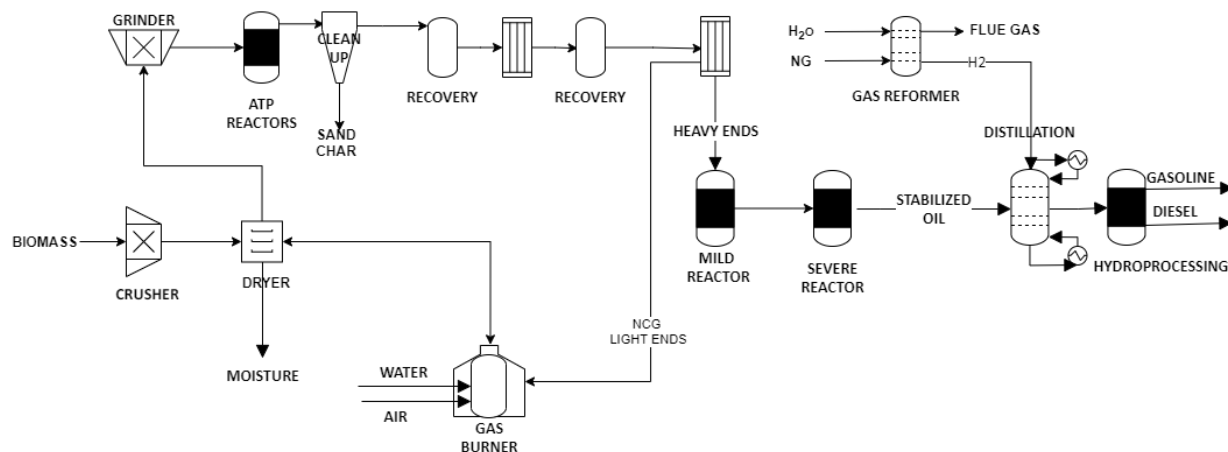 GRINDER
CLEAN
UP
ATP
REACTORS
SAND
CHAR
RECOVERY
RECOVERY
H₂O
NG
FLUE GAS
H2
GAS REFORMER
HEAVY ENDS
DISTILLATION
GASOLINE
DIESEL
HYDROPROCESSING
STABILIZED
OIL
MILD
REACTOR
SEVERE
REACTOR
BIOMASS
CRUSHER
DRYER
MOISTURE
NCG
LIGHT ENDS
WATER
AIR
GAS
BURNER